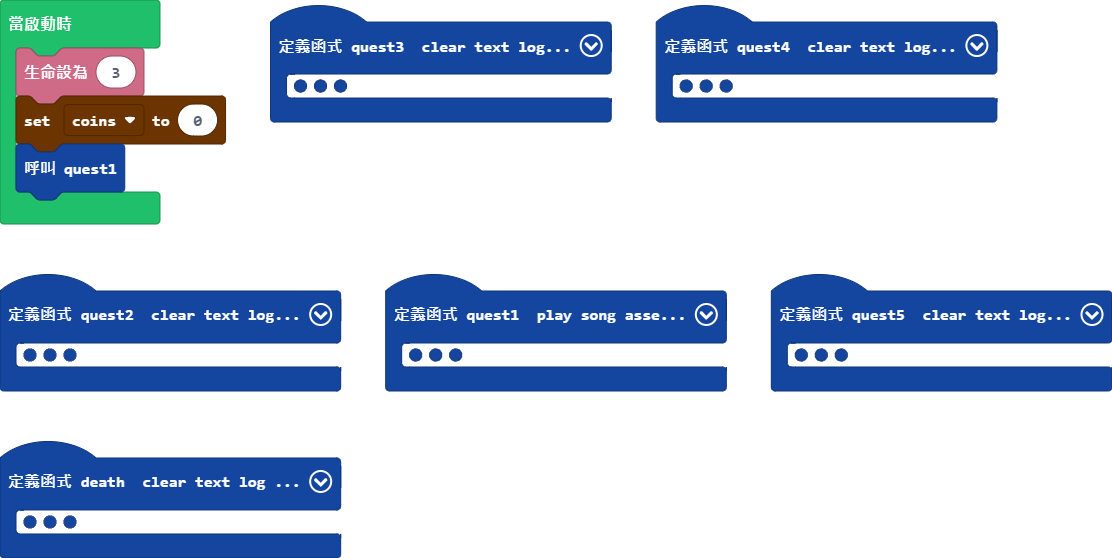 當啟動時
生命設為 3
set coins to 0
呼叫 quest1
定義函式 quest3 clear text log...
定義函式 quest4 clear text log...
定義函式 quest2 clear text log...
定義函式 quest1 play song asse...
定義函式 quest5 clear text log...
定義函式 death clear text log ...